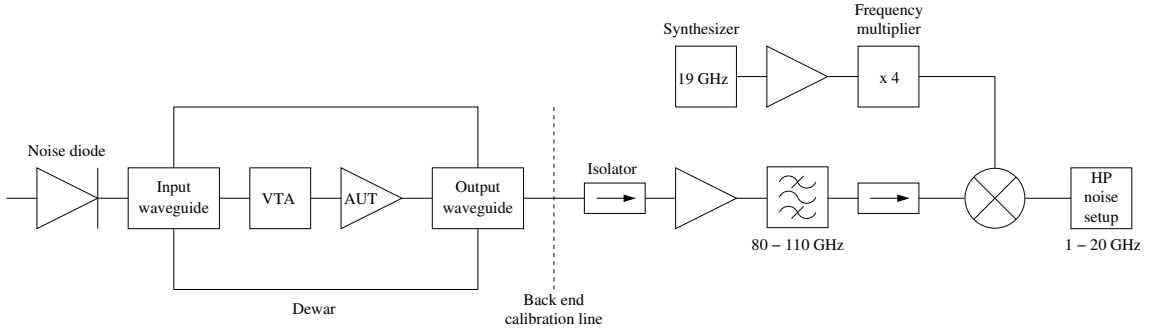 Synthesizer
19 GHz
Frequency
multiplier
x 4
Noise diode
Input
waveguide
VTA
AUT
Output
waveguide
Isolator
80 − 110 GHz
HP
noise
setup
1 − 20 GHz
Dewar
Back end
calibration line